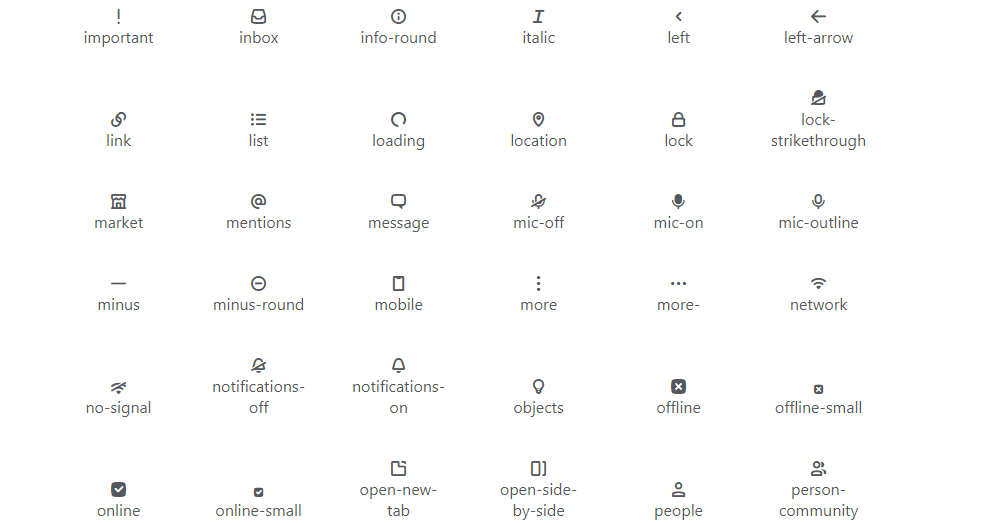 important inbox info-round italic left left-arrow
link list loading location lock lock-
strikethrough
market mentions message mic-off mic-on mic-outline
minus minus-round mobile more more- network
no-signal notifications-
off notifications-
on objects offline offline-small
online online-small open-new-
tab open-side-
by-side people person-
community